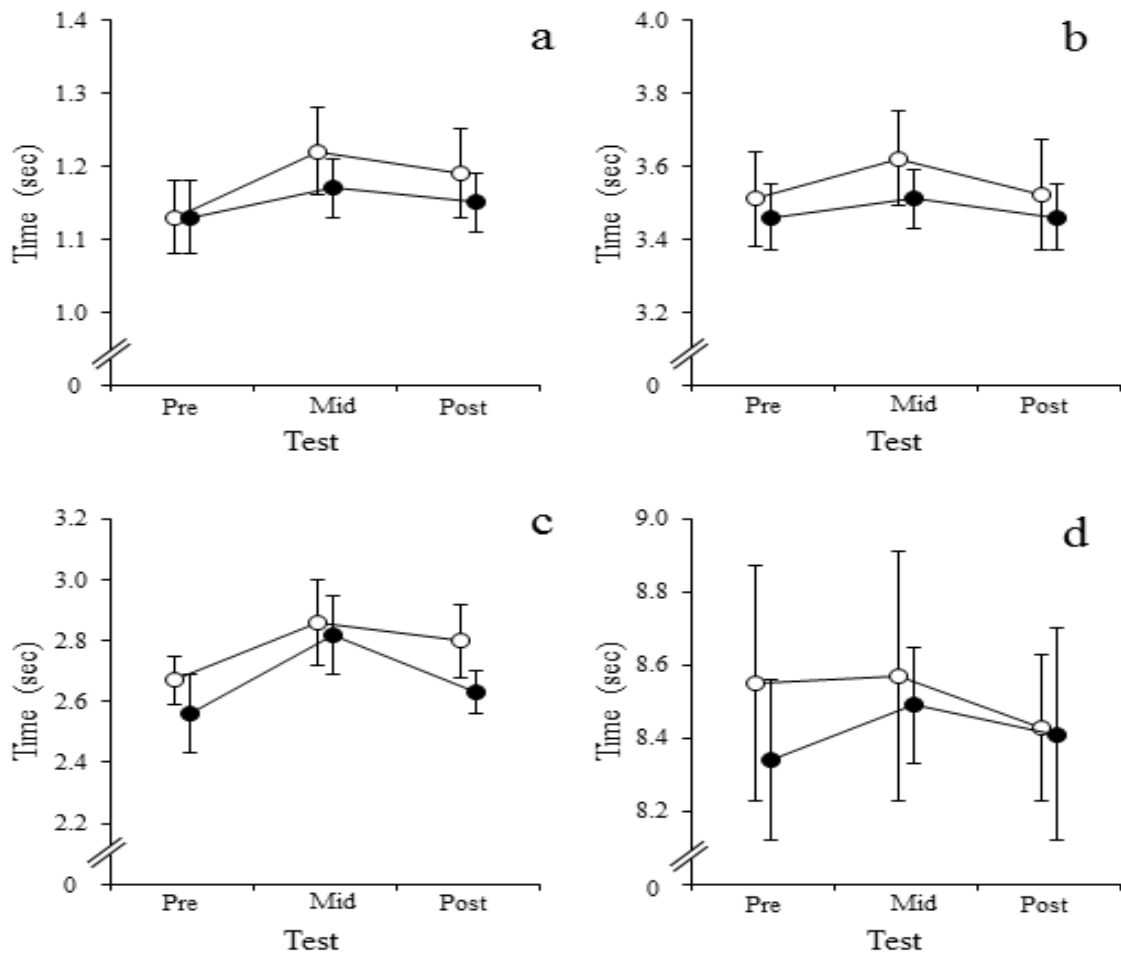 a
1.4
1.3
1.2
1.1
1.0
0
Time (sec)
Pre Mid Post
Test
b
4.0
3.8
3.6
3.4
3.2
0
Time (sec)
Pre Mid Post
Test
c
3.2
3.0
2.8
2.6
2.4
2.2
0
Time (sec)
Pre Mid Post
Test
d
9.0
8.8
8.6
8.4
8.2
0
Time (sec)
Pre Mid Post
Test